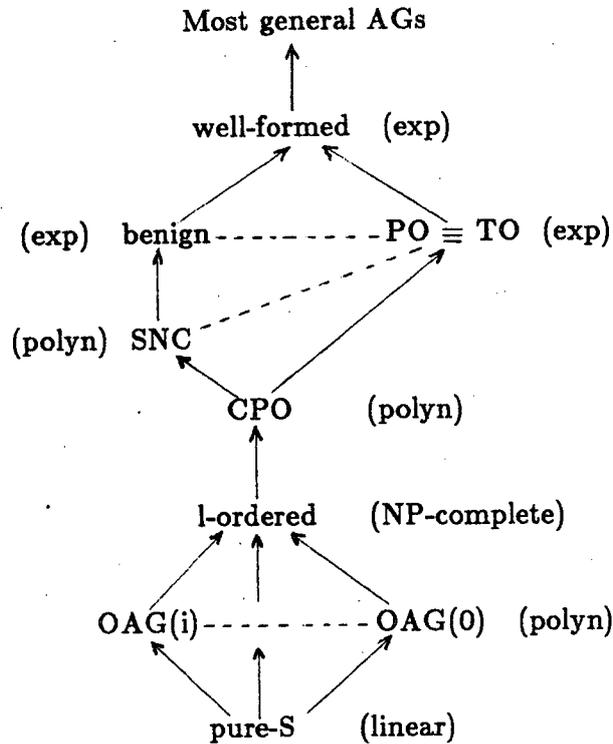 Most general AGs
well-formed (exp)
(exp) benign PO ≡ TO (exp)
(polyn) SNC
CPO (polyn)
l-ordered (NP-complete)
OAG(i) OAG(0) (polyn)
pure-S (linear)